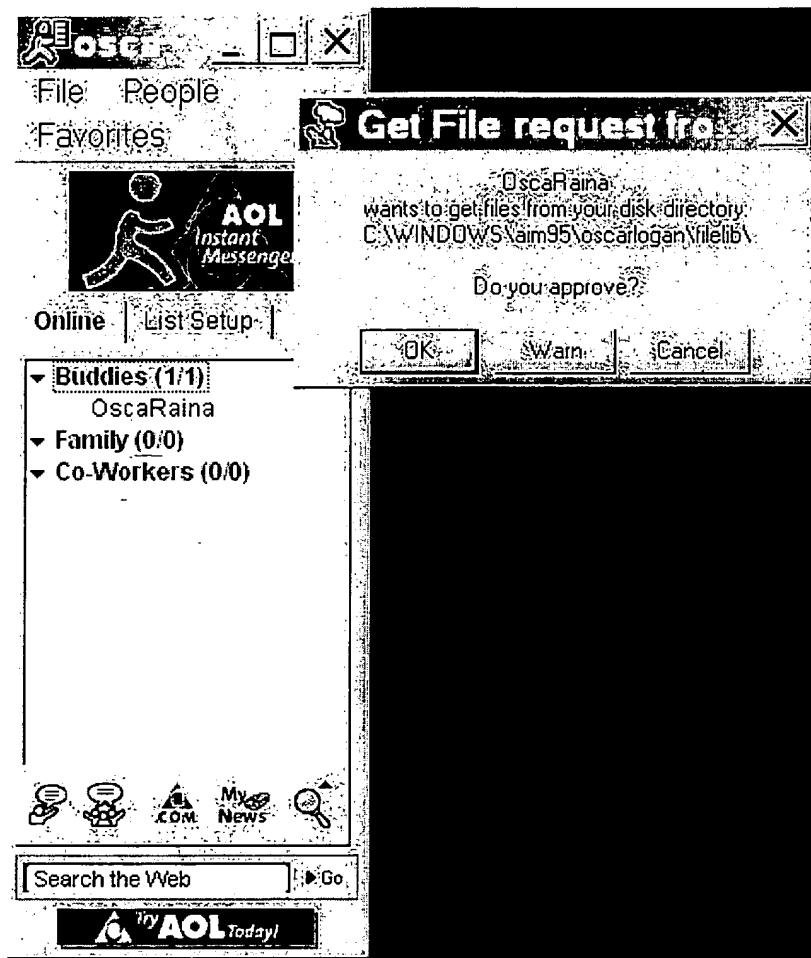 osca
File People
Favorites
AOL
Instant
Messenger
Online List Setup
Buddies (1/1)
OscaRaina
Family (0/0)
Co-Workers (0/0)
.COM
My
News
Search the Web Go
Try AOL Today!
Get File request fro
OscaRaina
wants to get files from your disk directory:
C:\WINDOWS\aim95\oscarlogan\filelib\
Do you approve?
OK Warn Cancel